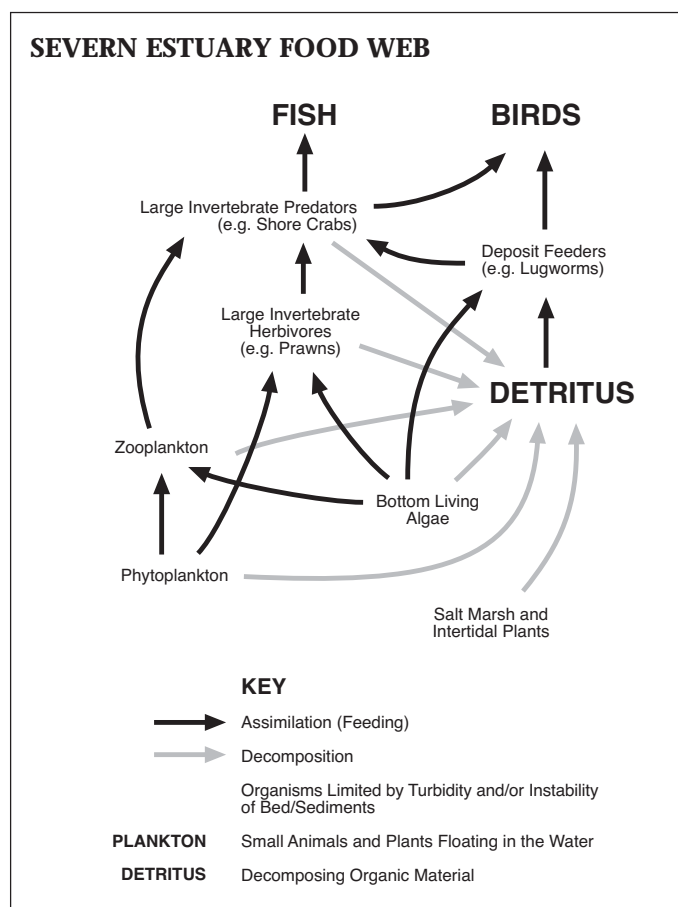 SEVERN ESTUARY FOOD WEB
FISH
BIRDS
Large Invertebrate Predators
(e.g. Shore Crabs)
Deposit Feeders
(e.g. Lugworms)
Large Invertebrate
Herbivores
(e.g. Prawns)
DETRITUS
Zooplankton
Bottom Living
Algae
Phytoplankton
Salt Marsh and
Intertidal Plants
KEY
Assimilation (Feeding)
Decomposition
Organisms Limited by Turbidity and/or Instability
of Bed/Sediments
PLANKTON Small Animals and Plants Floating in the Water
DETRITUS Decomposing Organic Material